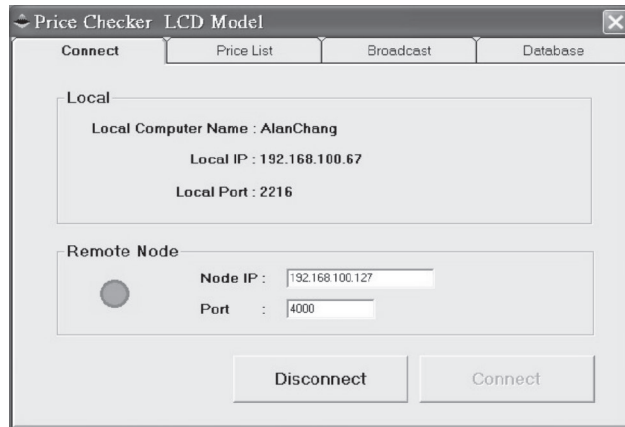 Price Checker LCD Model
Connect Price List Broadcast Database
Local
Local Computer Name : AlanChang
Local IP : 192.168.100.67
Local Port : 2216
Remote Node
Node IP : 192.168.100.127
Port : 4000
Disconnect Connect